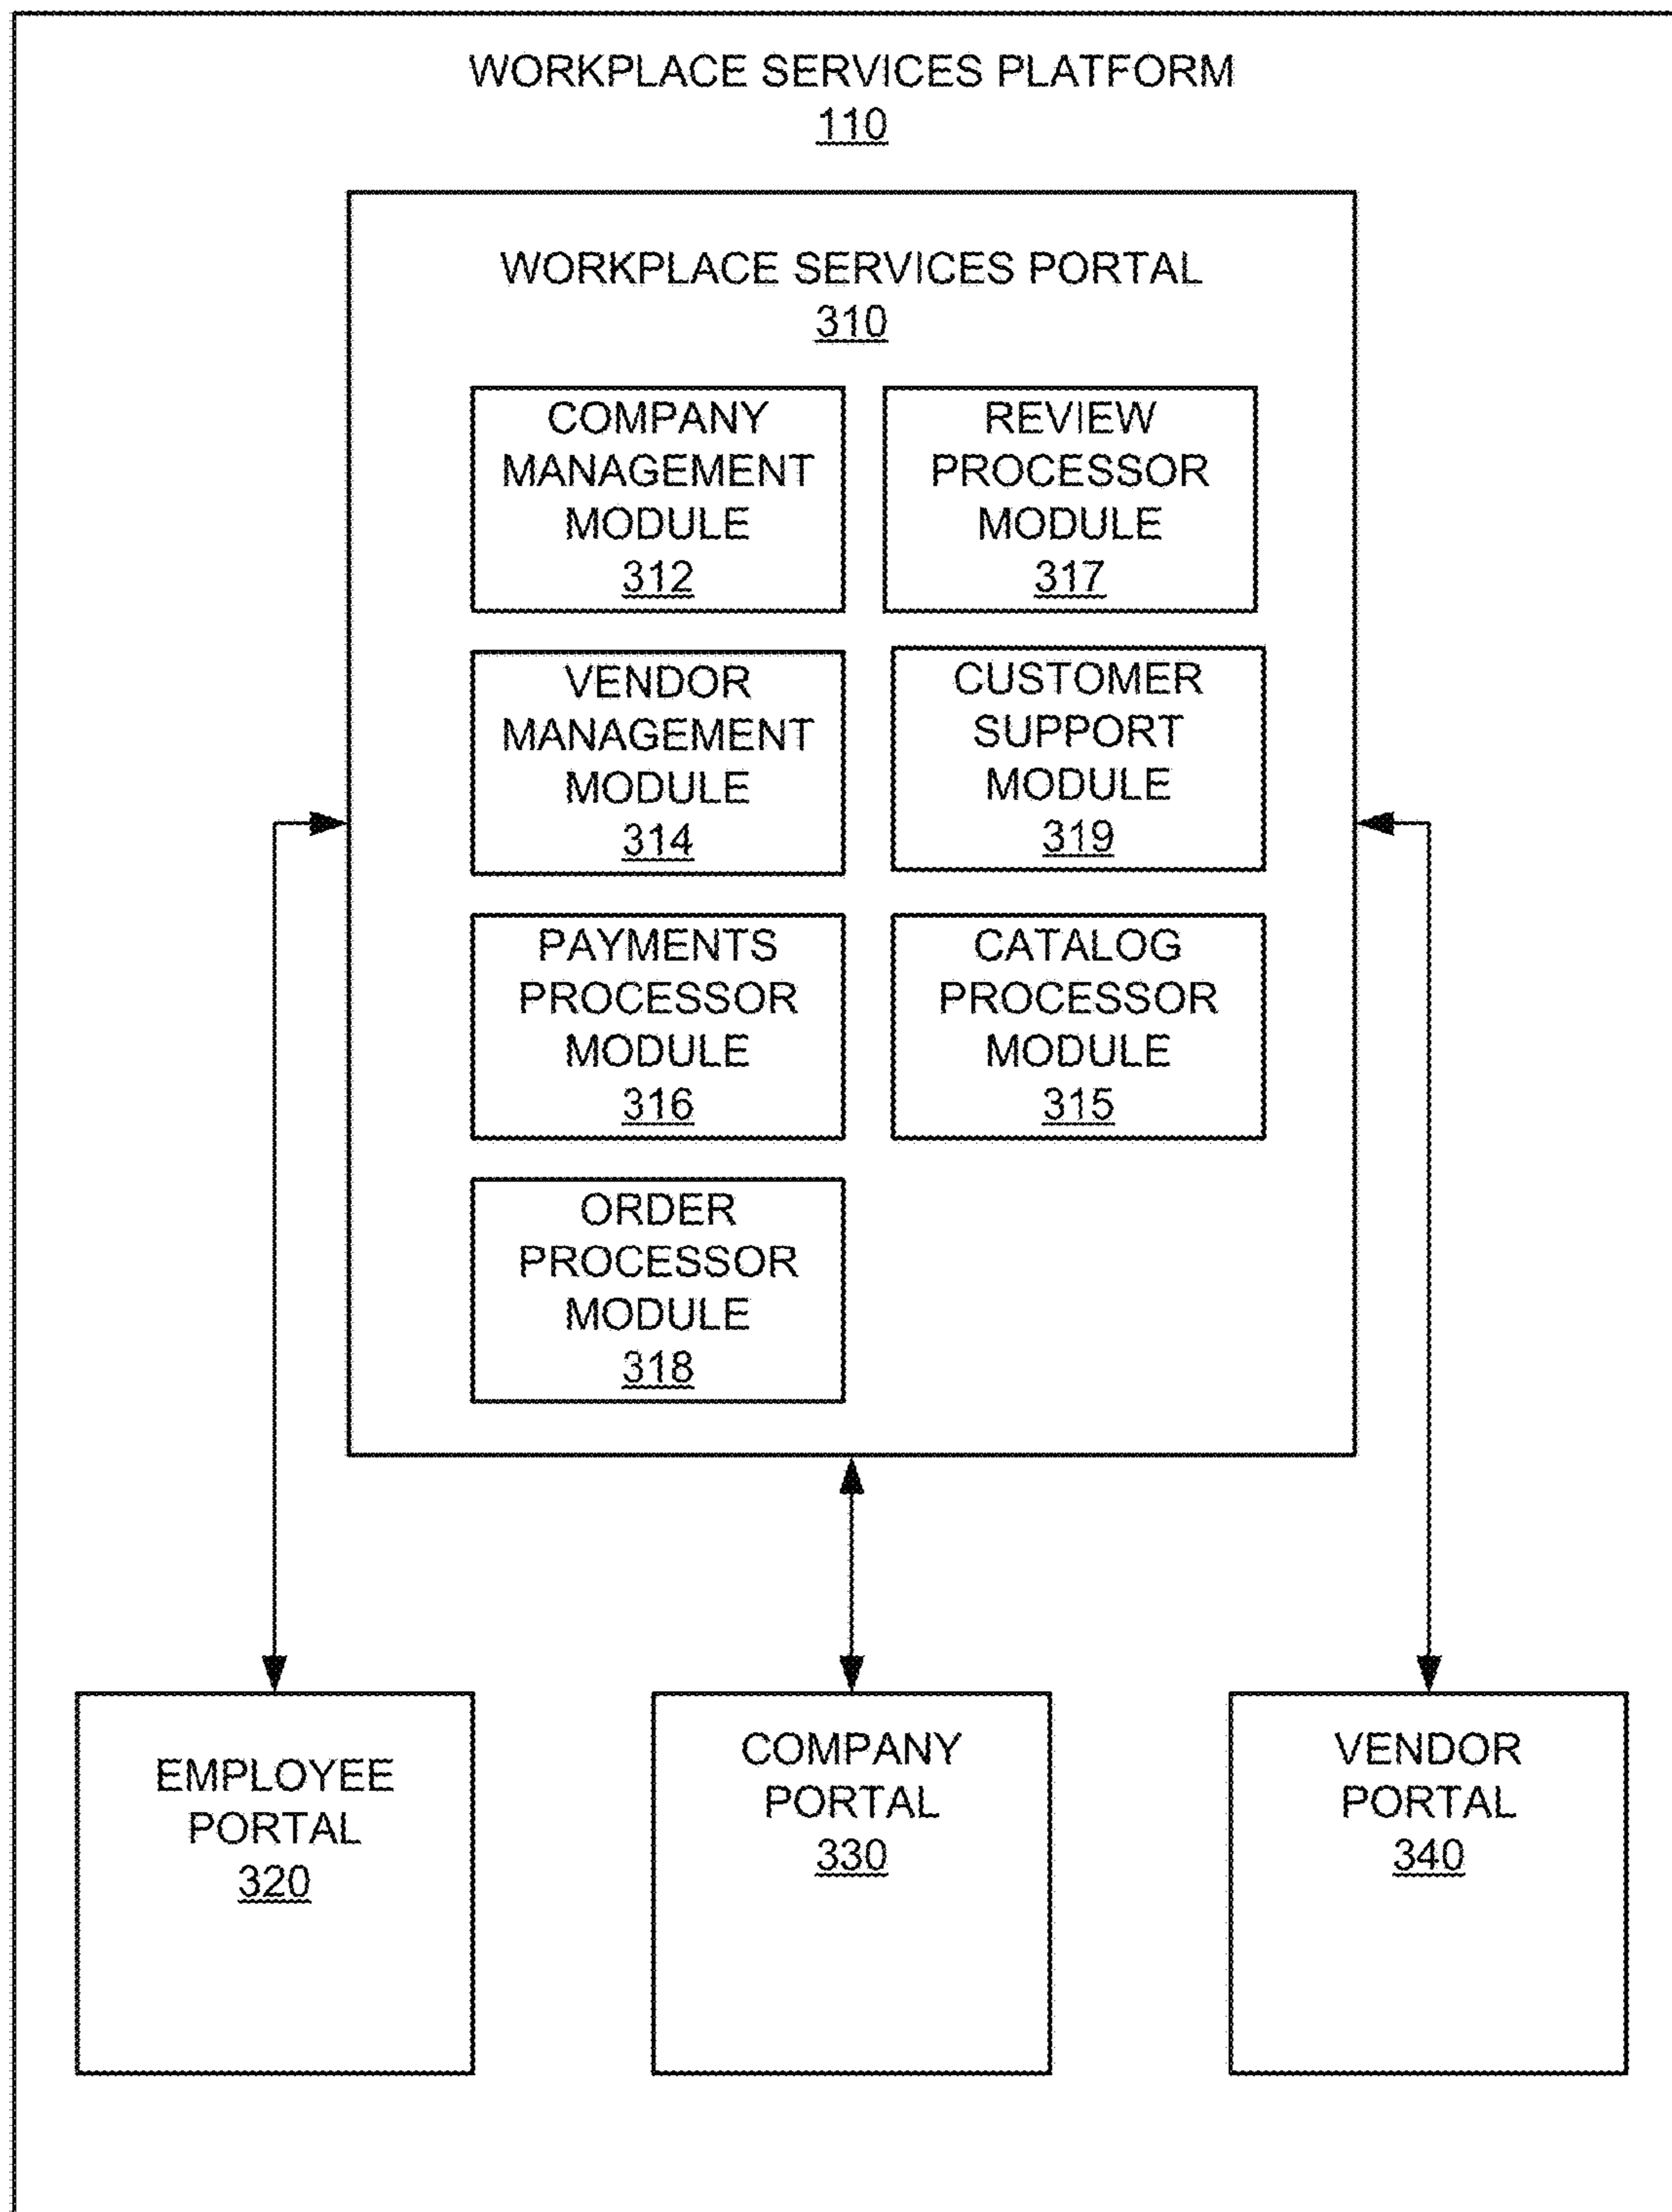 WORKPLACE SERVICES PLATFORM
110
WORKPLACE SERVICES PORTAL
310
COMPANY
MANAGEMENT
MODULE
312
REVIEW
PROCESSOR
MODULE
317
VENDOR
MANAGEMENT
MODULE
314
CUSTOMER
SUPPORT
MODULE
319
PAYMENTS
PROCESSOR
MODULE
316
CATALOG
PROCESSOR
MODULE
315
ORDER
PROCESSOR
MODULE
318
EMPLOYEE
PORTAL
320
COMPANY
PORTAL
330
VENDOR
PORTAL
340